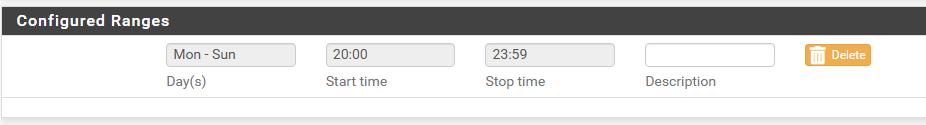 Configured Ranges
Mon - Sun 20:00 23:59 Delete
Day(s) Start time Stop time Description